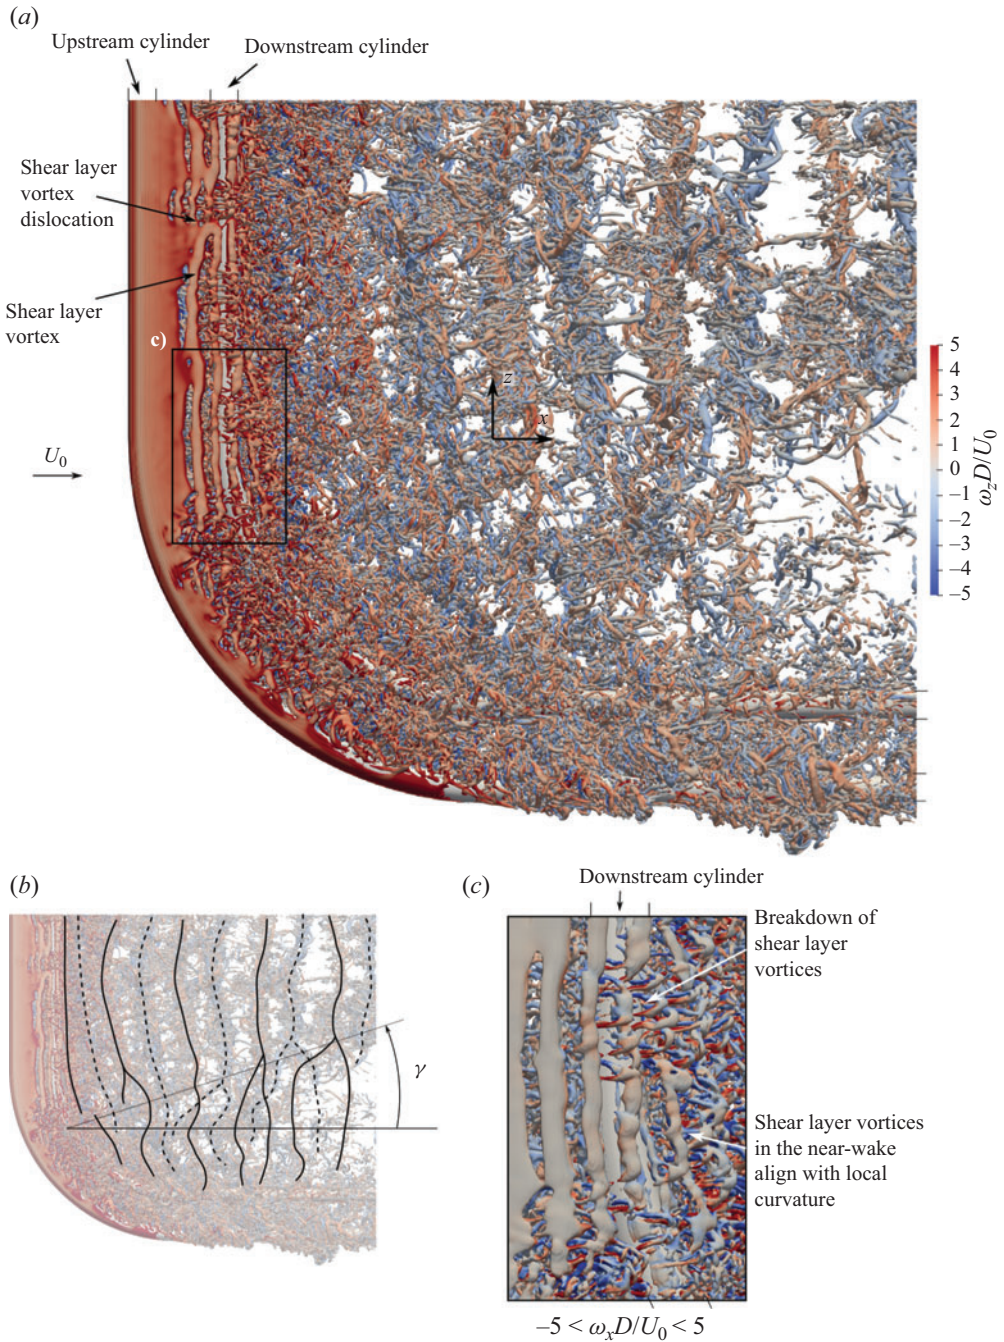 (a)
Upstream cylinder
Downstream cylinder
Shear layer
vortex
dislocation
Shear layer
vortex
c)
z
x
U₀
5
4
3
2
1
0
–1
–2
–3
–4
–5
ω_z D/U₀
(b)
γ
(c)
Downstream cylinder
Breakdown of
shear layer
vortices
Shear layer vortices
in the near-wake
align with local
curvature
–5 < ω_x D/U₀ < 5